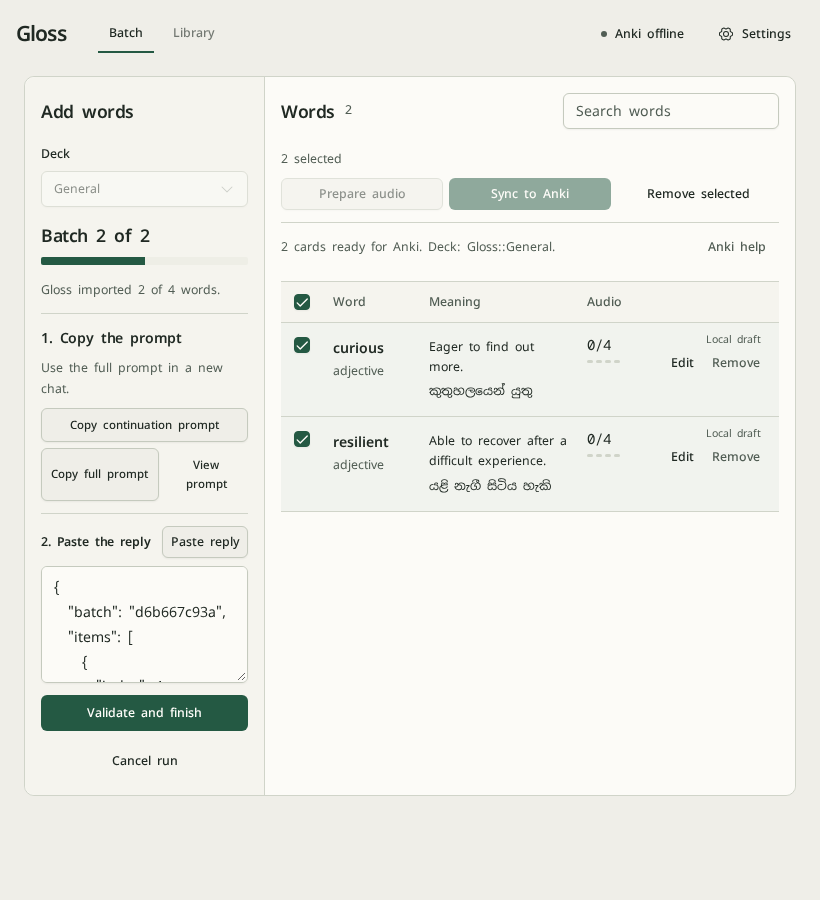 Gloss
Batch
Library
Anki offline
Settings
Add words
Deck
General
Batch 2 of 2
Gloss imported 2 of 4 words.
1. Copy the prompt
Use the full prompt in a new
chat.
Copy continuation prompt
Copy full prompt
View
prompt
2. Paste the reply
Paste reply
{
"batch": "d6b667c93a",
"items": [
{
Validate and finish
Cancel run
Words 2
Search words
2 selected
Prepare audio
Sync to Anki
Remove selected
2 cards ready for Anki. Deck: Gloss::General.
Anki help
Word
Meaning
Audio
curious
adjective
Eager to find out
more.
කුතුහලයෙන් යුතු
0/4
Local draft
Edit
Remove
resilient
adjective
Able to recover after a
difficult experience.
යළි නැගී සිටිය හැකි
0/4
Local draft
Edit
Remove